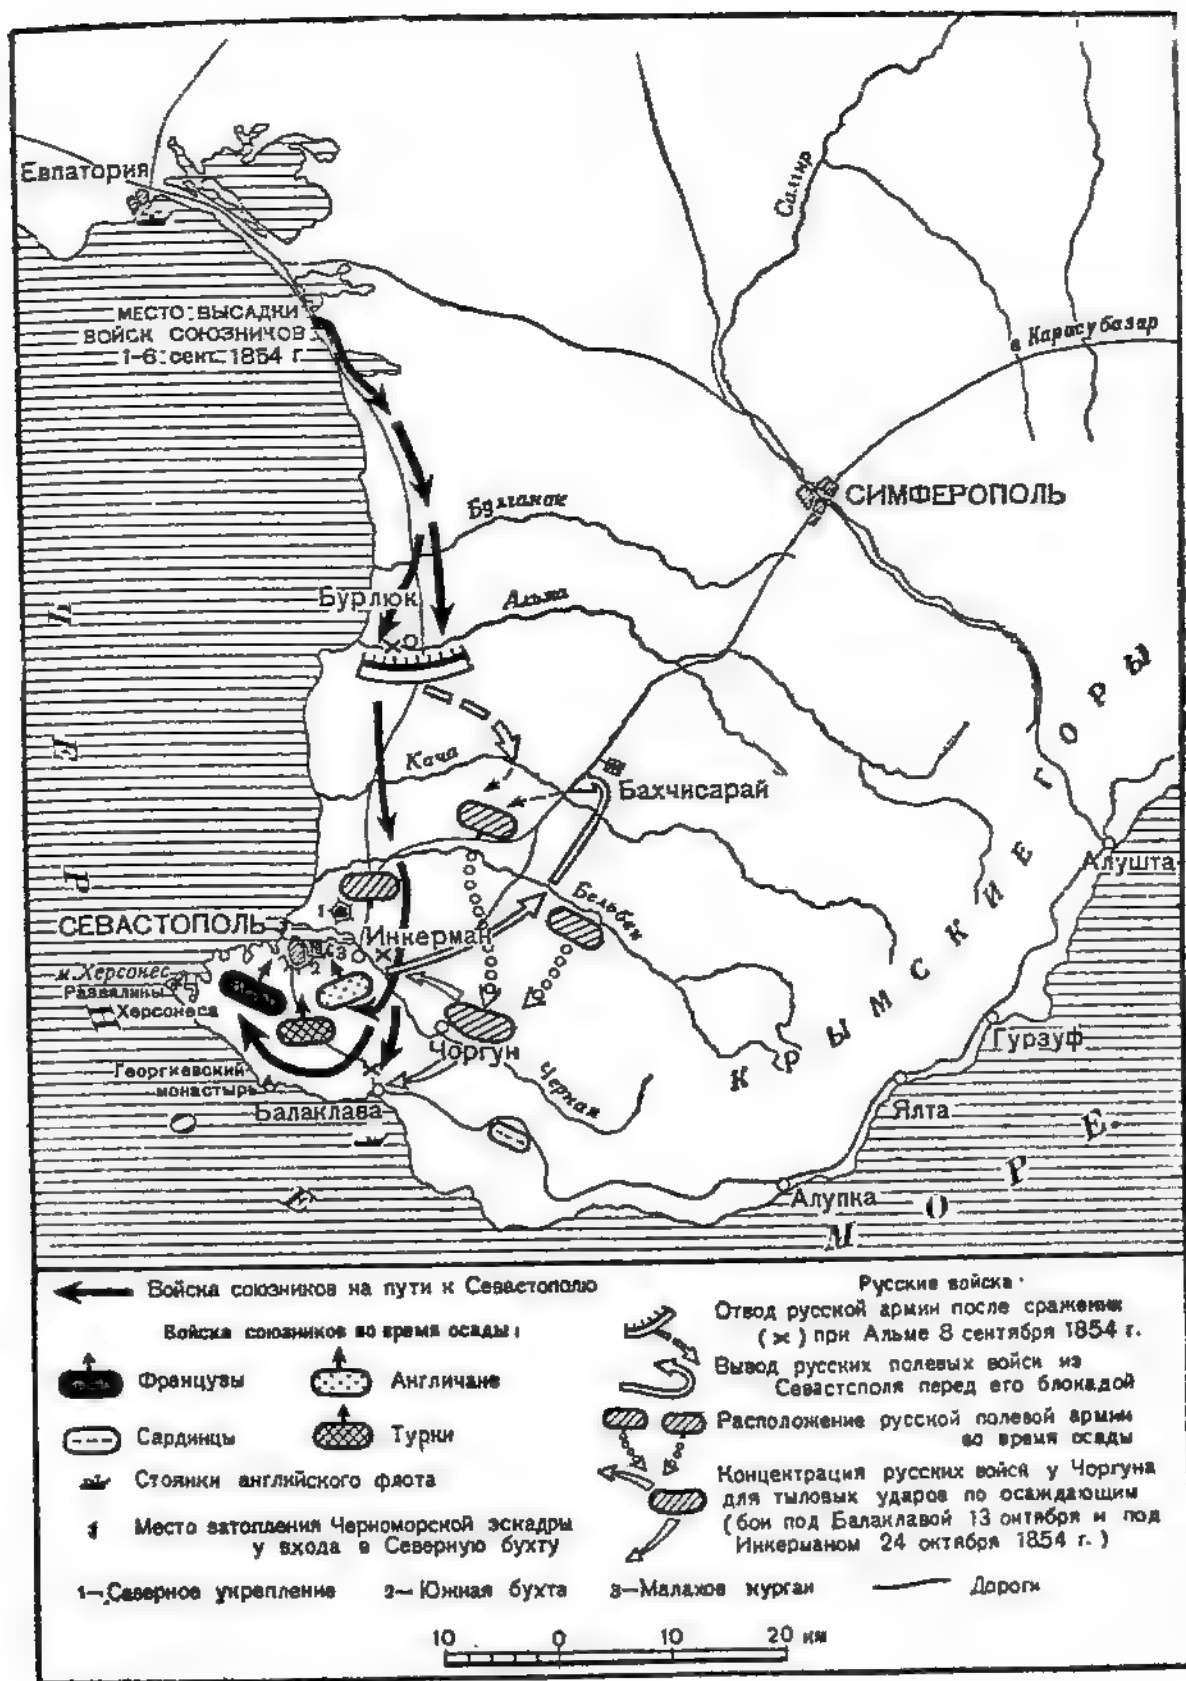 Евпатория
МЕСТО ВЫСАДКИ
ВОЙСК СОЮЗНИКОВ
1-6 сент. 1854 г.
Салгир
в Карасубазар
СИМФЕРОПОЛЬ
Булганак
Бурлюк
Альма
Кача
Бахчисарай
Бельбек
Алушта
СЕВАСТОПОЛЬ
1
Инкерман
2
3
м. Херсонес
Развалины
Херсонеса
Чоргун
Черная
Гурзуф
Георгиевский
монастырь
Балаклава
Ялта
Алупка
КРЫМСКИЕ ГОРЫ
Ч Е Р Н О Е
М О Р Е
Войска союзников на пути к Севастополю
Войска союзников во время осады:
Французы
Англичане
Сардинцы
Турки
Стоянки английского флота
Место затопления Черноморской эскадры
у входа в Северную бухту
Русские войска:
Отвод русской армии после сражения
(×) при Альме 8 сентября 1854 г.
Вывод русских полевых войск из
Севастополя перед его блокадой
Расположение русской полевой армии
во время осады
Концентрация русских войск у Чоргуна
для тыловых ударов по осаждающим
(бои под Балаклавой 13 октября и под
Инкерманом 24 октября 1854 г.)
1—Северное укрепление 2—Южная бухта 3—Малахов курган Дороги
10 0 10 20 км